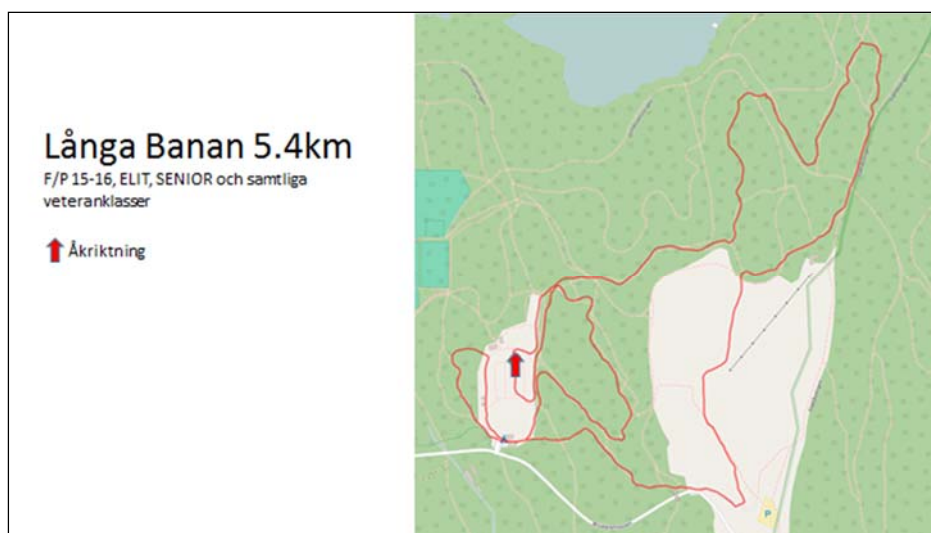 Långa Banan 5.4km
F/P 15-16, ELIT, SENIOR och samtliga
veteranklasser
Åkriktning
P